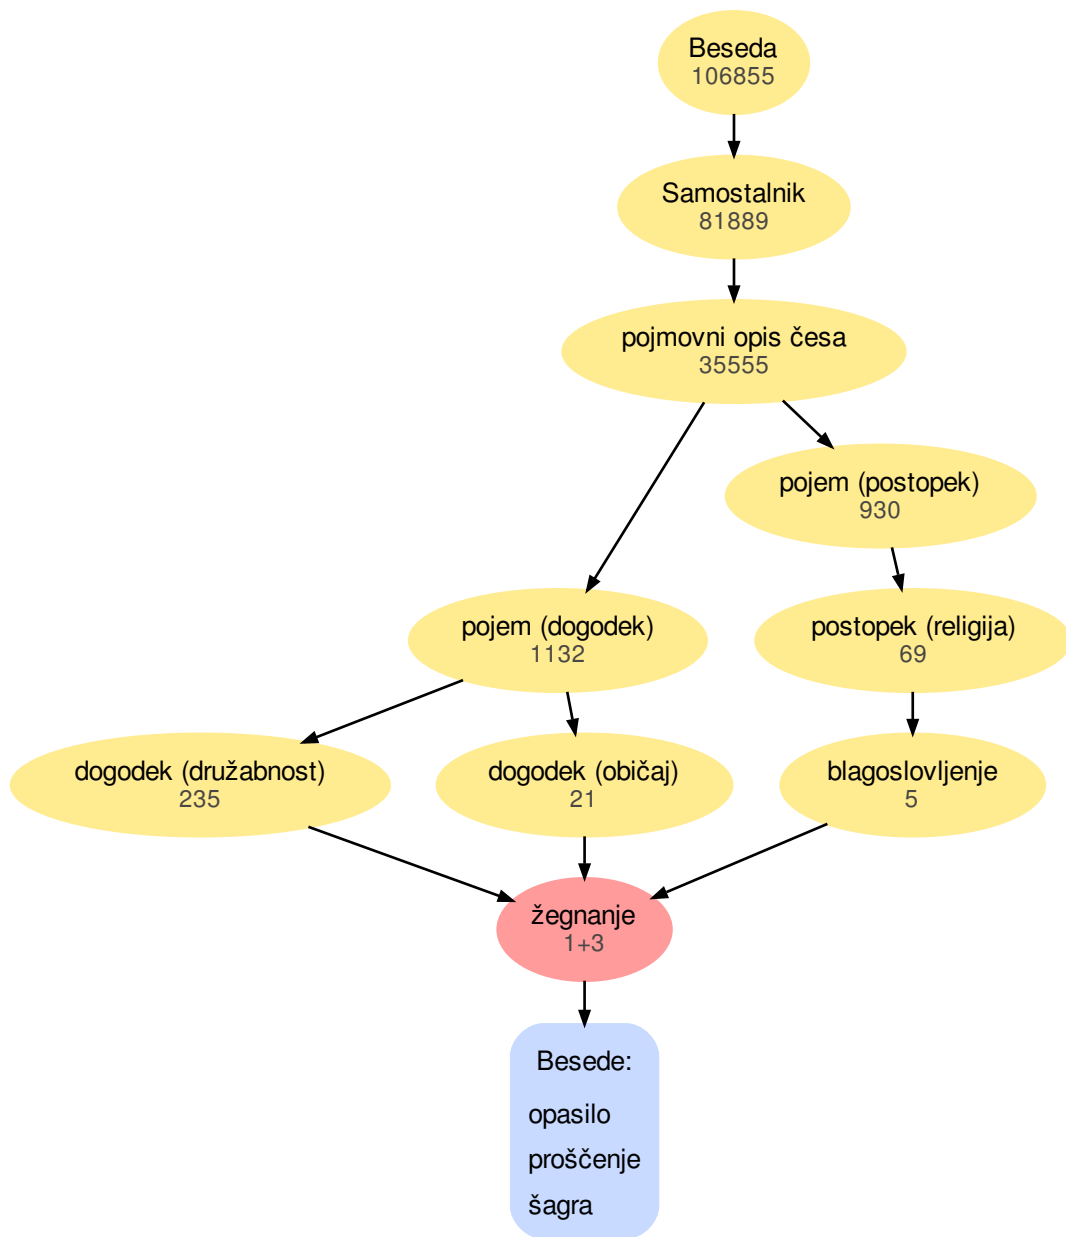 Beseda
106855
Samostalnik
81889
pojmovni opis česa
35555
pojem (postopek)
930
pojem (dogodek)
1132
postopek (religija)
69
dogodek (družabnost)
235
dogodek (običaj)
21
blagoslovljenje
5
žegnanje
1+3
Besede:
opasilo
proščenje
šagra